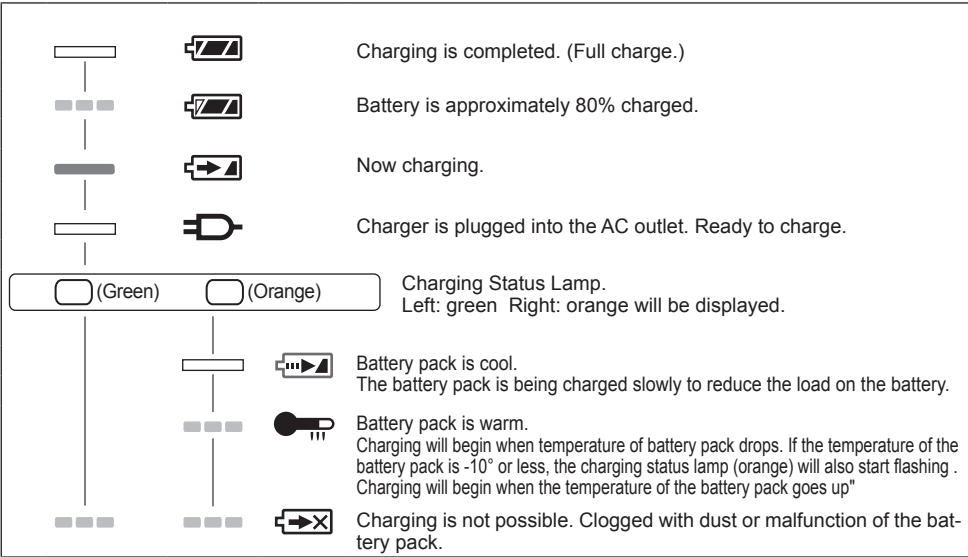 Charging is completed. (Full charge.)
Battery is approximately 80% charged.
Now charging.
Charger is plugged into the AC outlet. Ready to charge.
(Green) (Orange) Charging Status Lamp.
Left: green  Right: orange will be displayed.
Battery pack is cool.
The battery pack is being charged slowly to reduce the load on the battery.
Battery pack is warm.
Charging will begin when temperature of battery pack drops. If the temperature of the
battery pack is -10° or less, the charging status lamp (orange) will also start flashing .
Charging will begin when the temperature of the battery pack goes up"
Charging is not possible. Clogged with dust or malfunction of the bat-
tery pack.